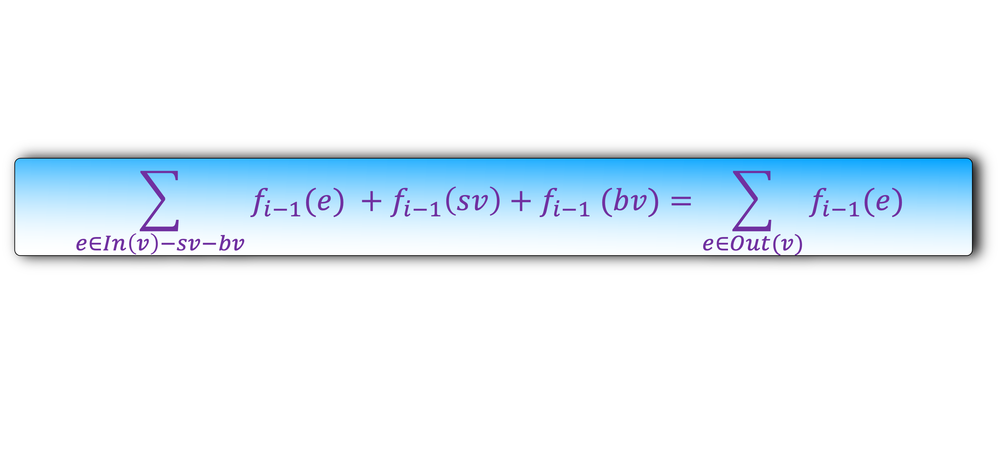 ∑ f_{i−1}(e) + f_{i−1}(sv) + f_{i−1} (bv) = ∑ f_{i−1}(e)
e∈In(v)−sv−bv e∈Out(v)